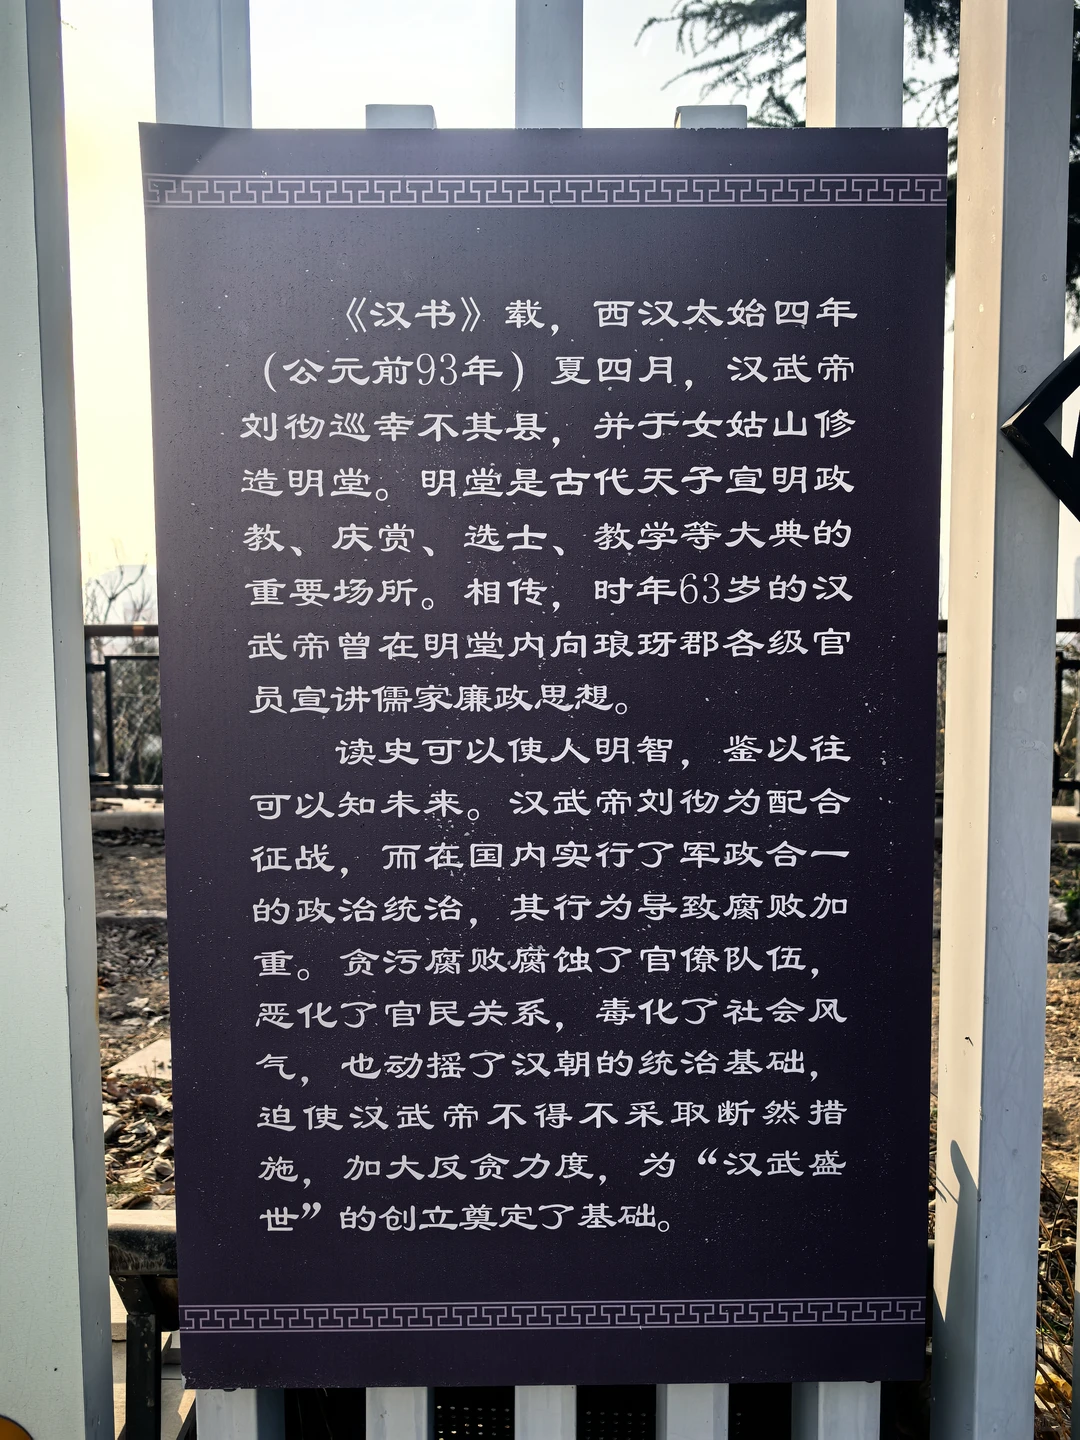 《汉书》载，西汉太始四年
（公元前93年）夏四月，汉武帝
刘彻巡幸不其县，并于女姑山修
造明堂。明堂是古代天子宣明政
教、庆赏、选士、教学等大典的
重要场所。相传，时年63岁的汉
武帝曾在明堂内向琅玡郡各级官
员宣讲儒家廉政思想。
读史可以使人明智，鉴以往
可以知未来。汉武帝刘彻为配合
征战，而在国内实行了军政合一
的政治统治，其行为导致腐败加
重。贪污腐败腐蚀了官僚队伍，
恶化了官民关系，毒化了社会风
气，也动摇了汉朝的统治基础，
迫使汉武帝不得不采取断然措
施，加大反贪力度，为“汉武盛
世”的创立奠定了基础。